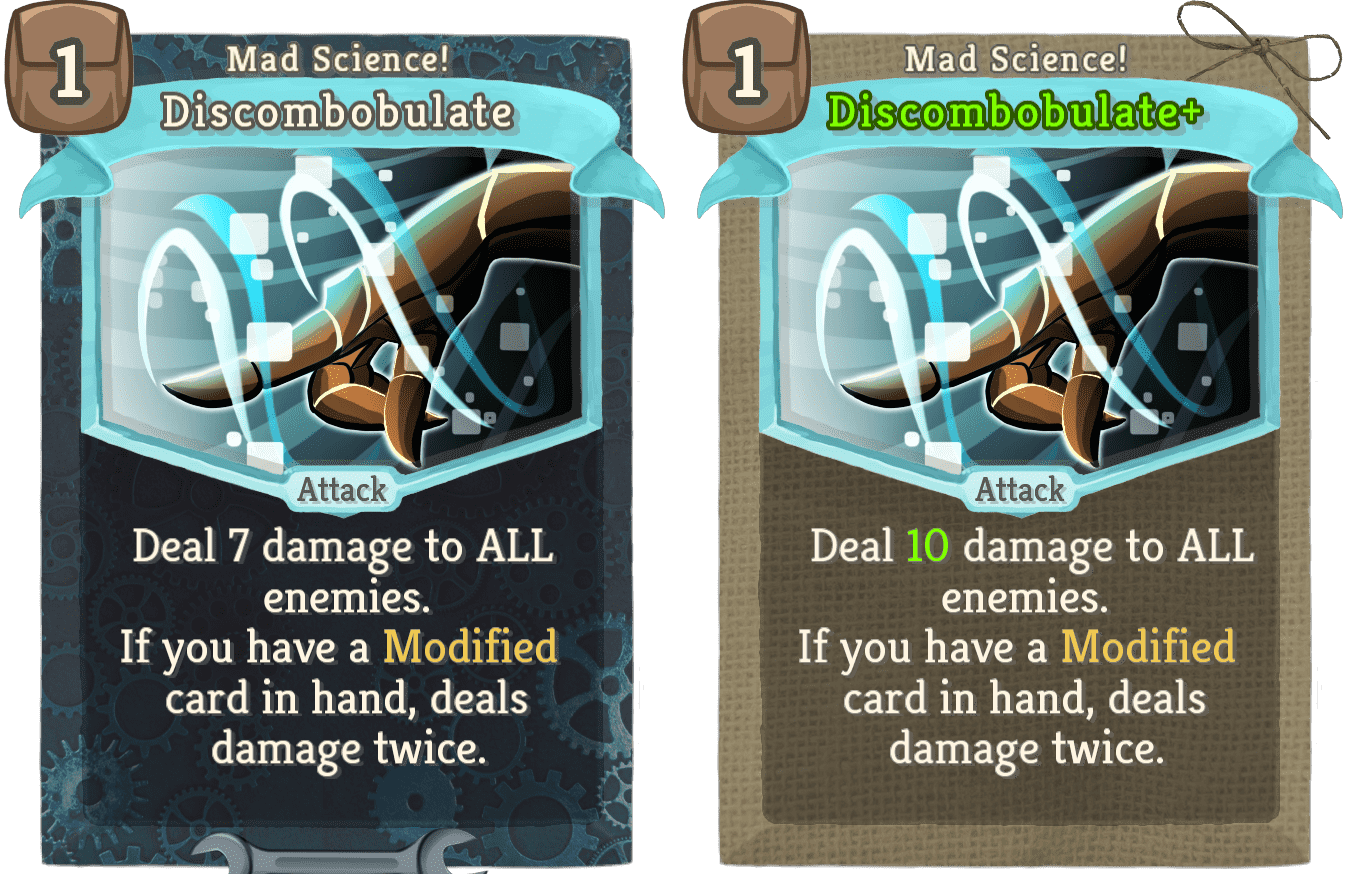 1
Mad Science!
Discombobulate
Attack
Deal 7 damage to ALL
enemies.
If you have a Modified
card in hand, deals
damage twice.
1
Mad Science!
Discombobulate+
Attack
Deal 10 damage to ALL
enemies.
If you have a Modified
card in hand, deals
damage twice.